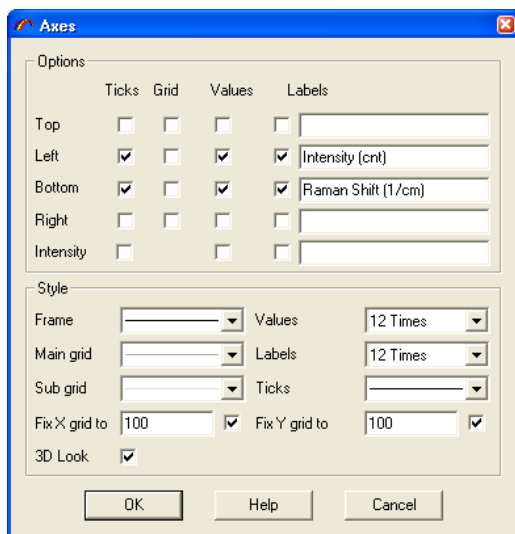 Axes
Options
Ticks Grid Values Labels
Top
Left Intensity (cnt)
Bottom Raman Shift (1/cm)
Right
Intensity
Style
Frame Values 12 Times
Main grid Labels 12 Times
Sub grid Ticks
Fix X grid to 100 Fix Y grid to 100
3D Look
OK Help Cancel